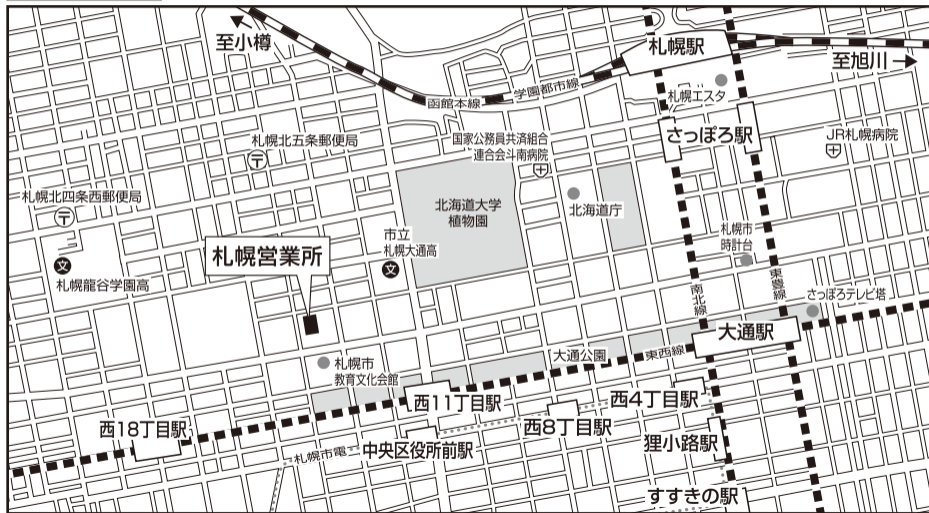 至小樽
札幌駅
至旭川
学園都市線
函館本線
札幌エスタ
さっぽろ駅
JR札幌病院
札幌北五条郵便局
国家公務員共済組合
連合会斗南病院
札幌北四条西郵便局
北海道大学
植物園
北海道庁
市立
札幌大通高
札幌市
時計台
札幌営業所
文
文
札幌龍谷学園高
南北線
東豊線
さっぽろテレビ塔
大通駅
大通公園
東西線
札幌市
教育文化会館
西11丁目駅
西4丁目駅
西18丁目駅
西8丁目駅
中央区役所前駅
狸小路駅
札幌市電
すすきの駅